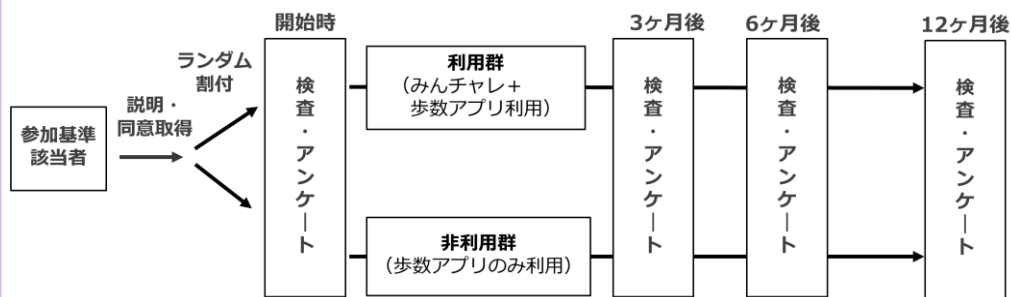 参加基準
該当者
説明・
同意取得
ランダム
割付
開始時
検査・アンケート
利用群
（みんチャレ＋
歩数アプリ利用）
非利用群
（歩数アプリのみ利用）
3ヶ月後
検査・アンケート
6ヶ月後
検査・アンケート
12ヶ月後
検査・アンケート